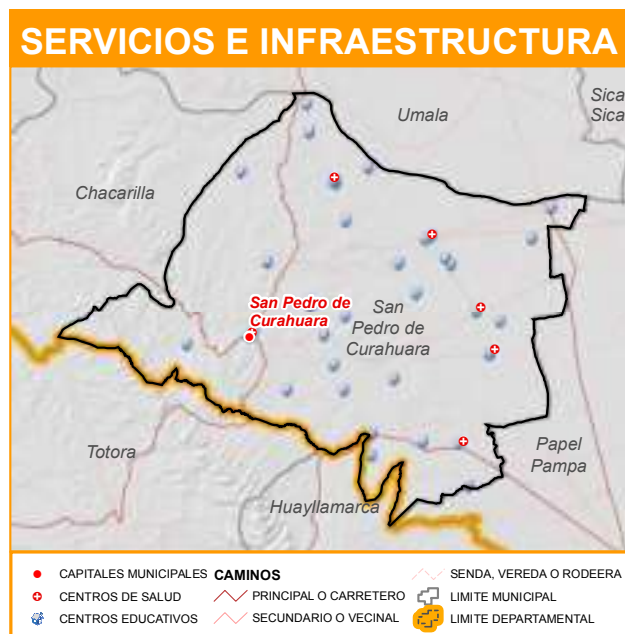 SERVICIOS E INFRAESTRUCTURA
Sica
Sica
Umala
Chacarilla
San Pedro de
Curahuara
San
Pedro de
Curahuara
Totora
Papel
Pampa
Huayllamarca
CAPITALES MUNICIPALES
CENTROS DE SALUD
CENTROS EDUCATIVOS
CAMINOS
PRINCIPAL O CARRETERO
SECUNDARIO O VECINAL
SENDA, VEREDA O RODEERA
LIMITE MUNICIPAL
LIMITE DEPARTAMENTAL